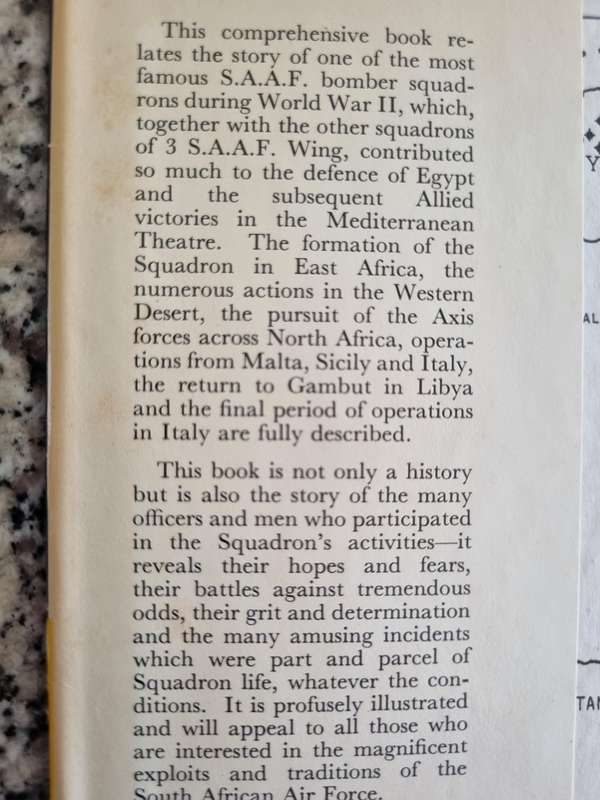 This comprehensive book re-
lates the story of one of the most
famous S.A.A.F. bomber squad-
rons during World War II, which,
together with the other squadrons
of 3 S.A.A.F. Wing, contributed
so much to the defence of Egypt
and the subsequent Allied
victories in the Mediterranean
Theatre. The formation of the
Squadron in East Africa, the
numerous actions in the Western
Desert, the pursuit of the Axis
forces across North Africa, opera-
tions from Malta, Sicily and Italy,
the return to Gambut in Libya
and the final period of operations
in Italy are fully described.
This book is not only a history
but is also the story of the many
officers and men who participated
in the Squadron's activities—it
reveals their hopes and fears,
their battles against tremendous
odds, their grit and determination
and the many amusing incidents
which were part and parcel of
Squadron life, whatever the con-
ditions. It is profusely illustrated
and will appeal to all those who
are interested in the magnificent
exploits and traditions of the
South African Air Force.
Y
AL
TAN